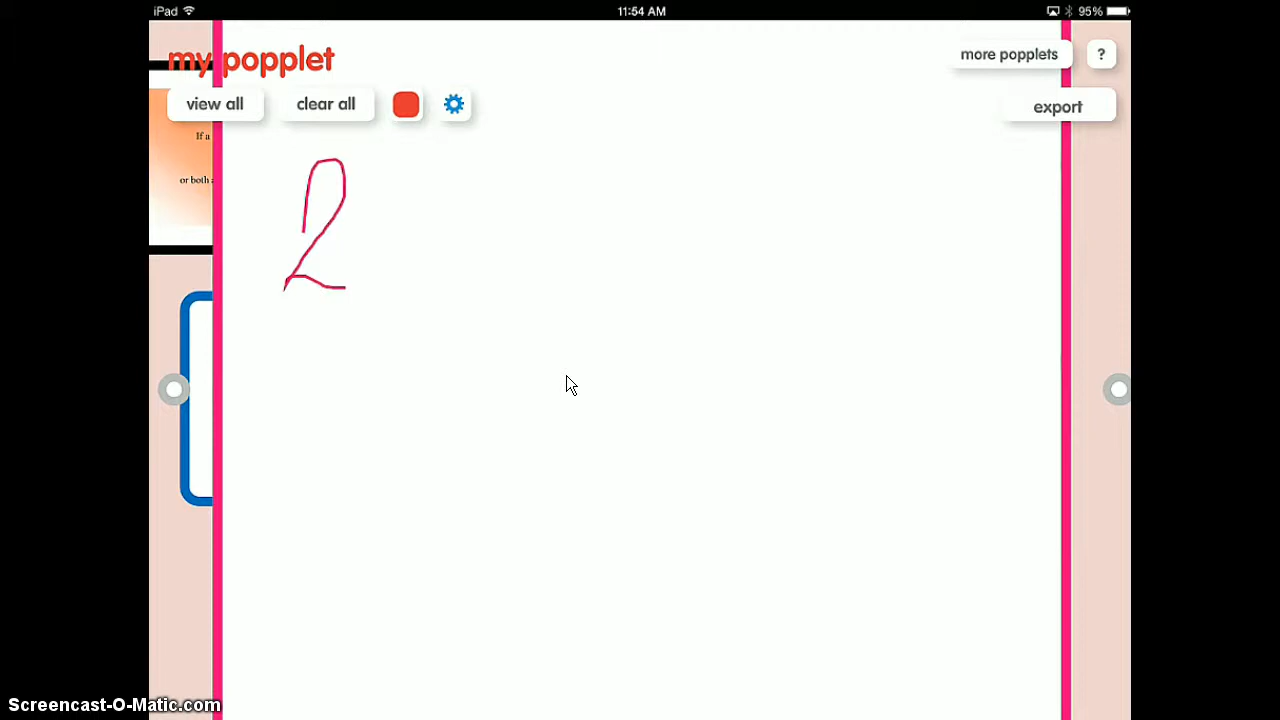 iPad 11:54 AM 95%
my popplet more popplets ?
view all clear all export
If a
or both a
2
Screencast-O-Matic.com